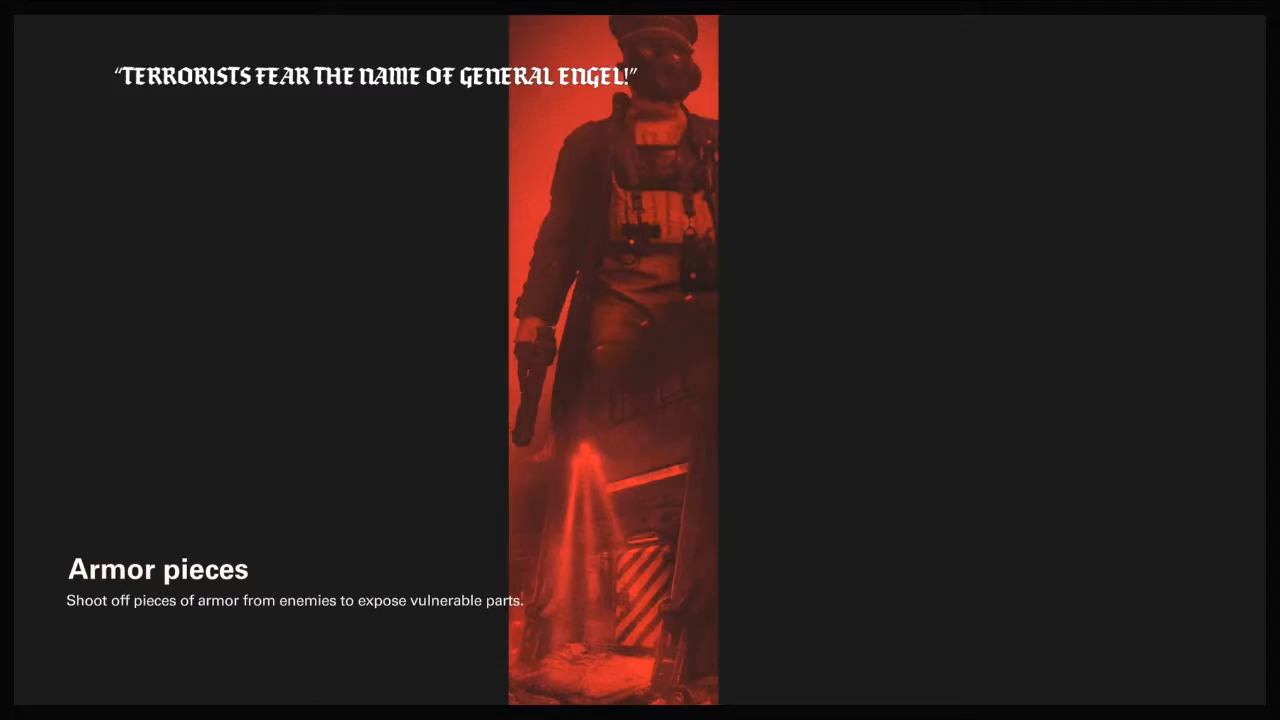 “TERRORISTS FEAR THE NAME OF GENERAL ENGEL!”
Armor pieces
Shoot off pieces of armor from enemies to expose vulnerable parts.